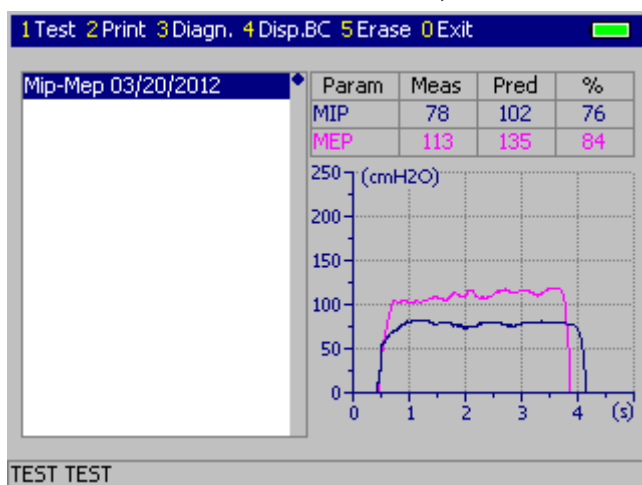 1 Test 2 Print 3 Diagn. 4 Disp.BC 5 Erase 0 Exit
Mip-Mep 03/20/2012
Param Meas Pred %
MIP 78 102 76
MEP 113 135 84
250 (cmH2O)
200
150
100
50
0
0 1 2 3 4 (s)
TEST TEST